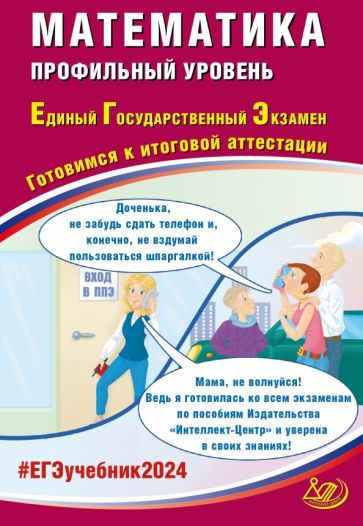 МАТЕМАТИКА
ПРОФИЛЬНЫЙ УРОВЕНЬ
Единый Государственный Экзамен
Готовимся к итоговой аттестации
Доченька,
не забудь сдать телефон и,
конечно, не вздумай
пользоваться шпаргалкой!
ВХОД
В ППЭ
Мама, не волнуйся!
Ведь я готовилась ко всем экзаменам
по пособиям Издательства
«Интеллект-Центр» и уверена
в своих знаниях!
#ЕГЭучебник2024